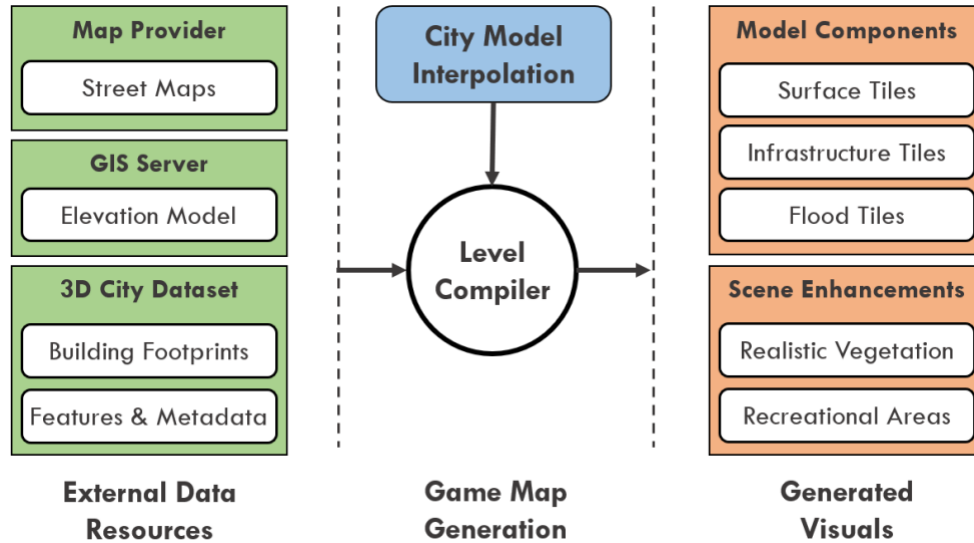 Map Provider
Street Maps
GIS Server
Elevation Model
3D City Dataset
Building Footprints
Features & Metadata
External Data
Resources
City Model
Interpolation
Level
Compiler
Game Map
Generation
Model Components
Surface Tiles
Infrastructure Tiles
Flood Tiles
Scene Enhancements
Realistic Vegetation
Recreational Areas
Generated
Visuals